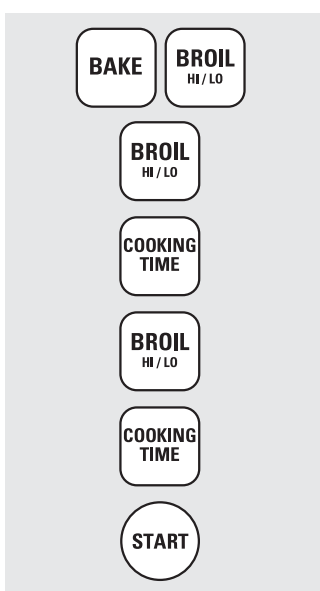 BAKE BROIL
HI / LO
BROIL
HI / LO
COOKING
TIME
BROIL
HI / LO
COOKING
TIME
START